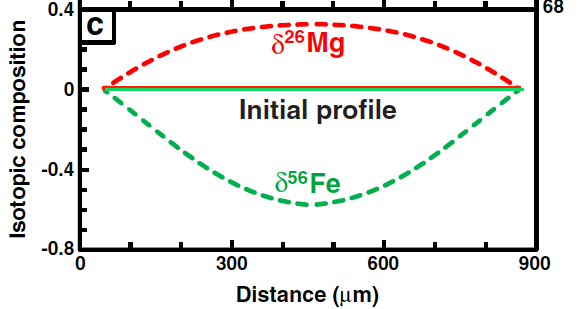 0.4
c
68
δ26Mg
0
Initial profile
-0.4
δ56Fe
-0.8
0
300
600
900
Isotopic composition
Distance (μm)